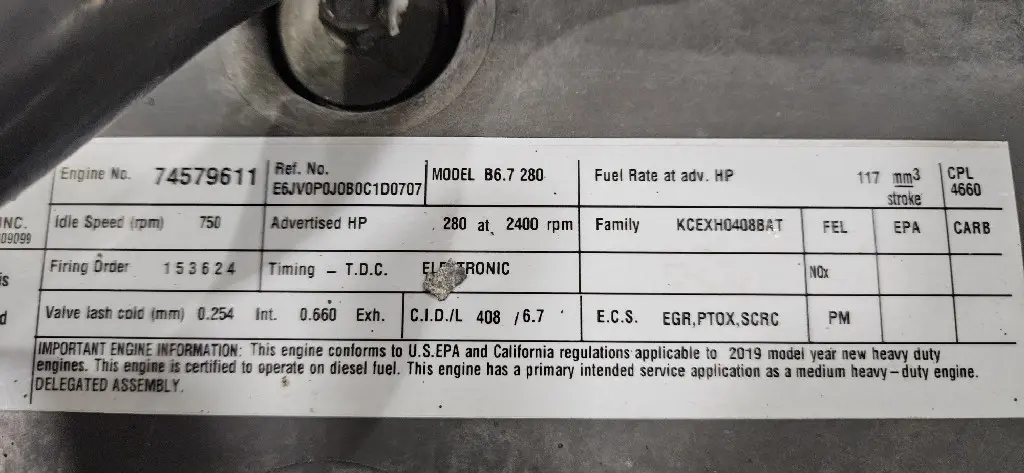 Engine No. 74579611 Ref. No. E6JV0P0J0B0C1D0707 MODEL B6.7 280 Fuel Rate at adv. HP 117 mm3 stroke CPL 4660
INC. Idle Speed (rpm) 750 Advertised HP 280 at 2400 rpm Family KCEXH0408BAT FEL EPA CARB
09099
is Firing Order 1 5 3 6 2 4 Timing – T.D.C. ELECTRONIC NOx
d Valve lash cold (mm) 0.254 Int. 0.660 Exh. C.I.D./L 408 / 6.7 E.C.S. EGR,PTOX,SCRC PM
IMPORTANT ENGINE INFORMATION: This engine conforms to U.S.EPA and California regulations applicable to 2019 model year new heavy duty
engines. This engine is certified to operate on diesel fuel. This engine has a primary intended service application as a medium heavy–duty engine.
DELEGATED ASSEMBLY.